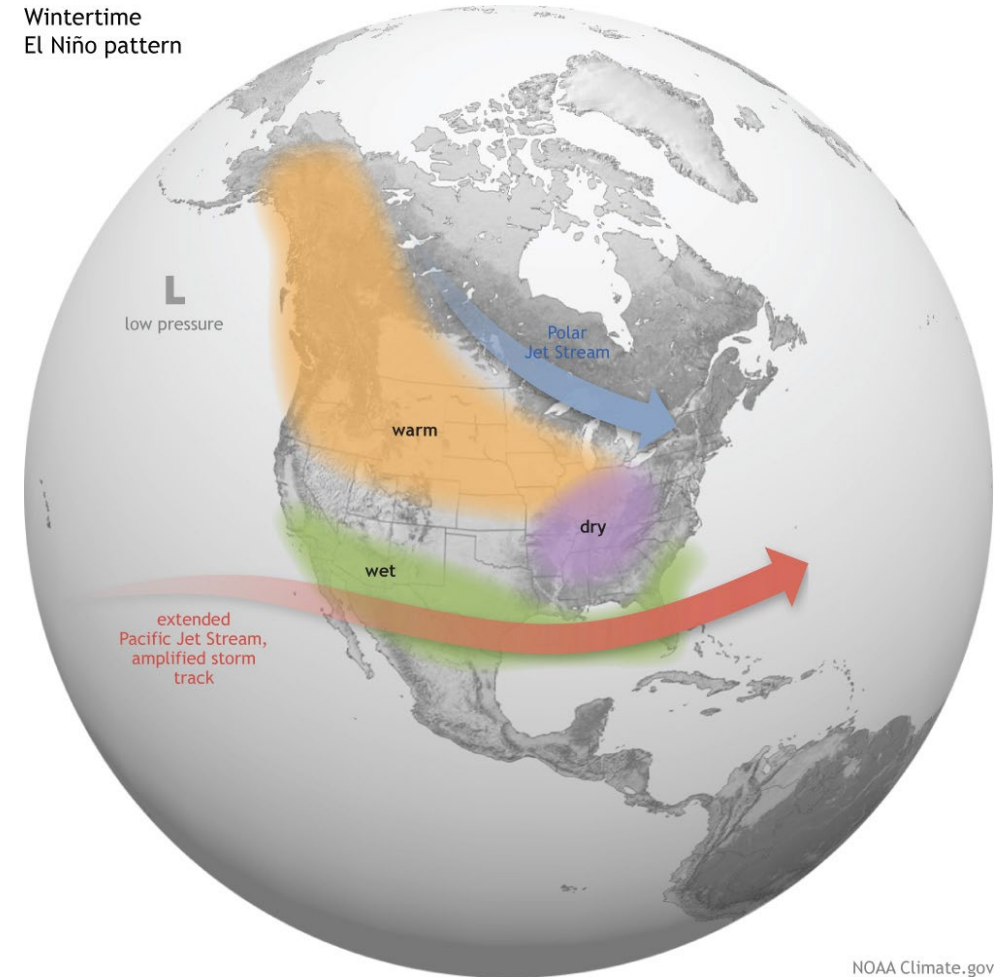 Wintertime
El Niño pattern
L
low pressure
Polar
Jet Stream
warm
dry
wet
extended
Pacific Jet Stream,
amplified storm
track
NOAA Climate.gov